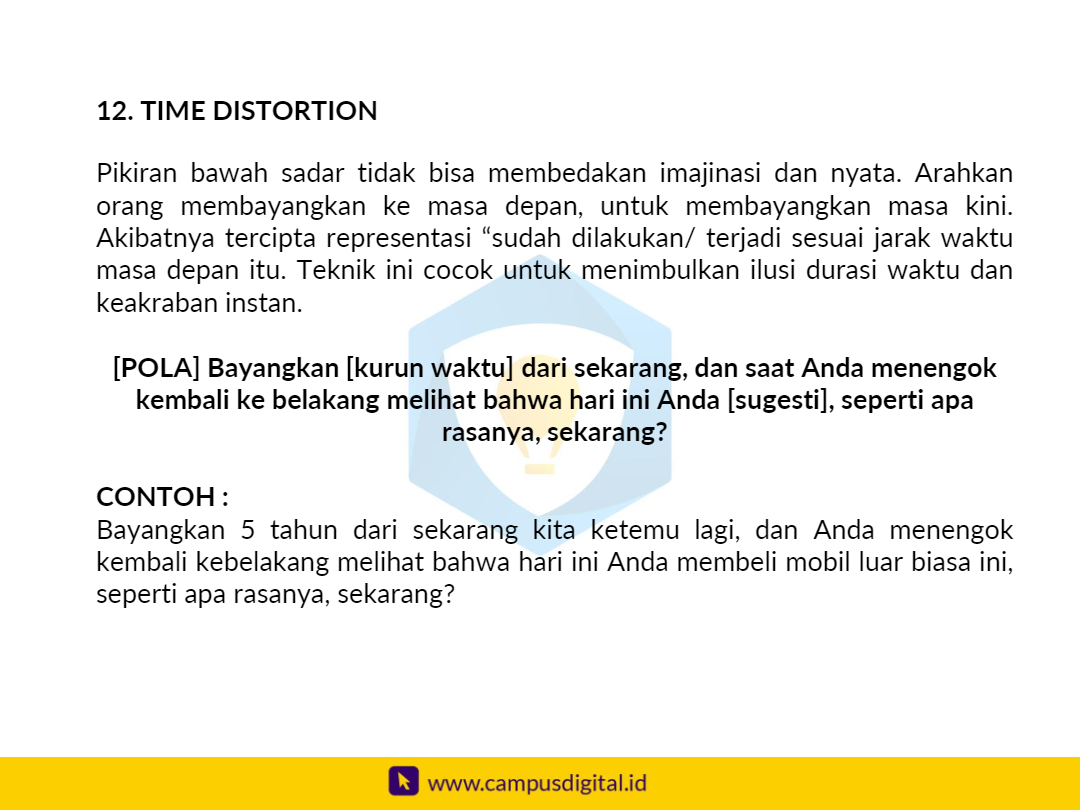 12. TIME DISTORTION
Pikiran bawah sadar tidak bisa membedakan imajinasi dan nyata. Arahkan
orang membayangkan ke masa depan, untuk membayangkan masa kini.
Akibatnya tercipta representasi “sudah dilakukan/ terjadi sesuai jarak waktu
masa depan itu. Teknik ini cocok untuk menimbulkan ilusi durasi waktu dan
keakraban instan.
[POLA] Bayangkan [kurun waktu] dari sekarang, dan saat Anda menengok
kembali ke belakang melihat bahwa hari ini Anda [sugesti], seperti apa
rasanya, sekarang?
CONTOH :
Bayangkan 5 tahun dari sekarang kita ketemu lagi, dan Anda menengok
kembali kebelakang melihat bahwa hari ini Anda membeli mobil luar biasa ini,
seperti apa rasanya, sekarang?
www.campusdigital.id